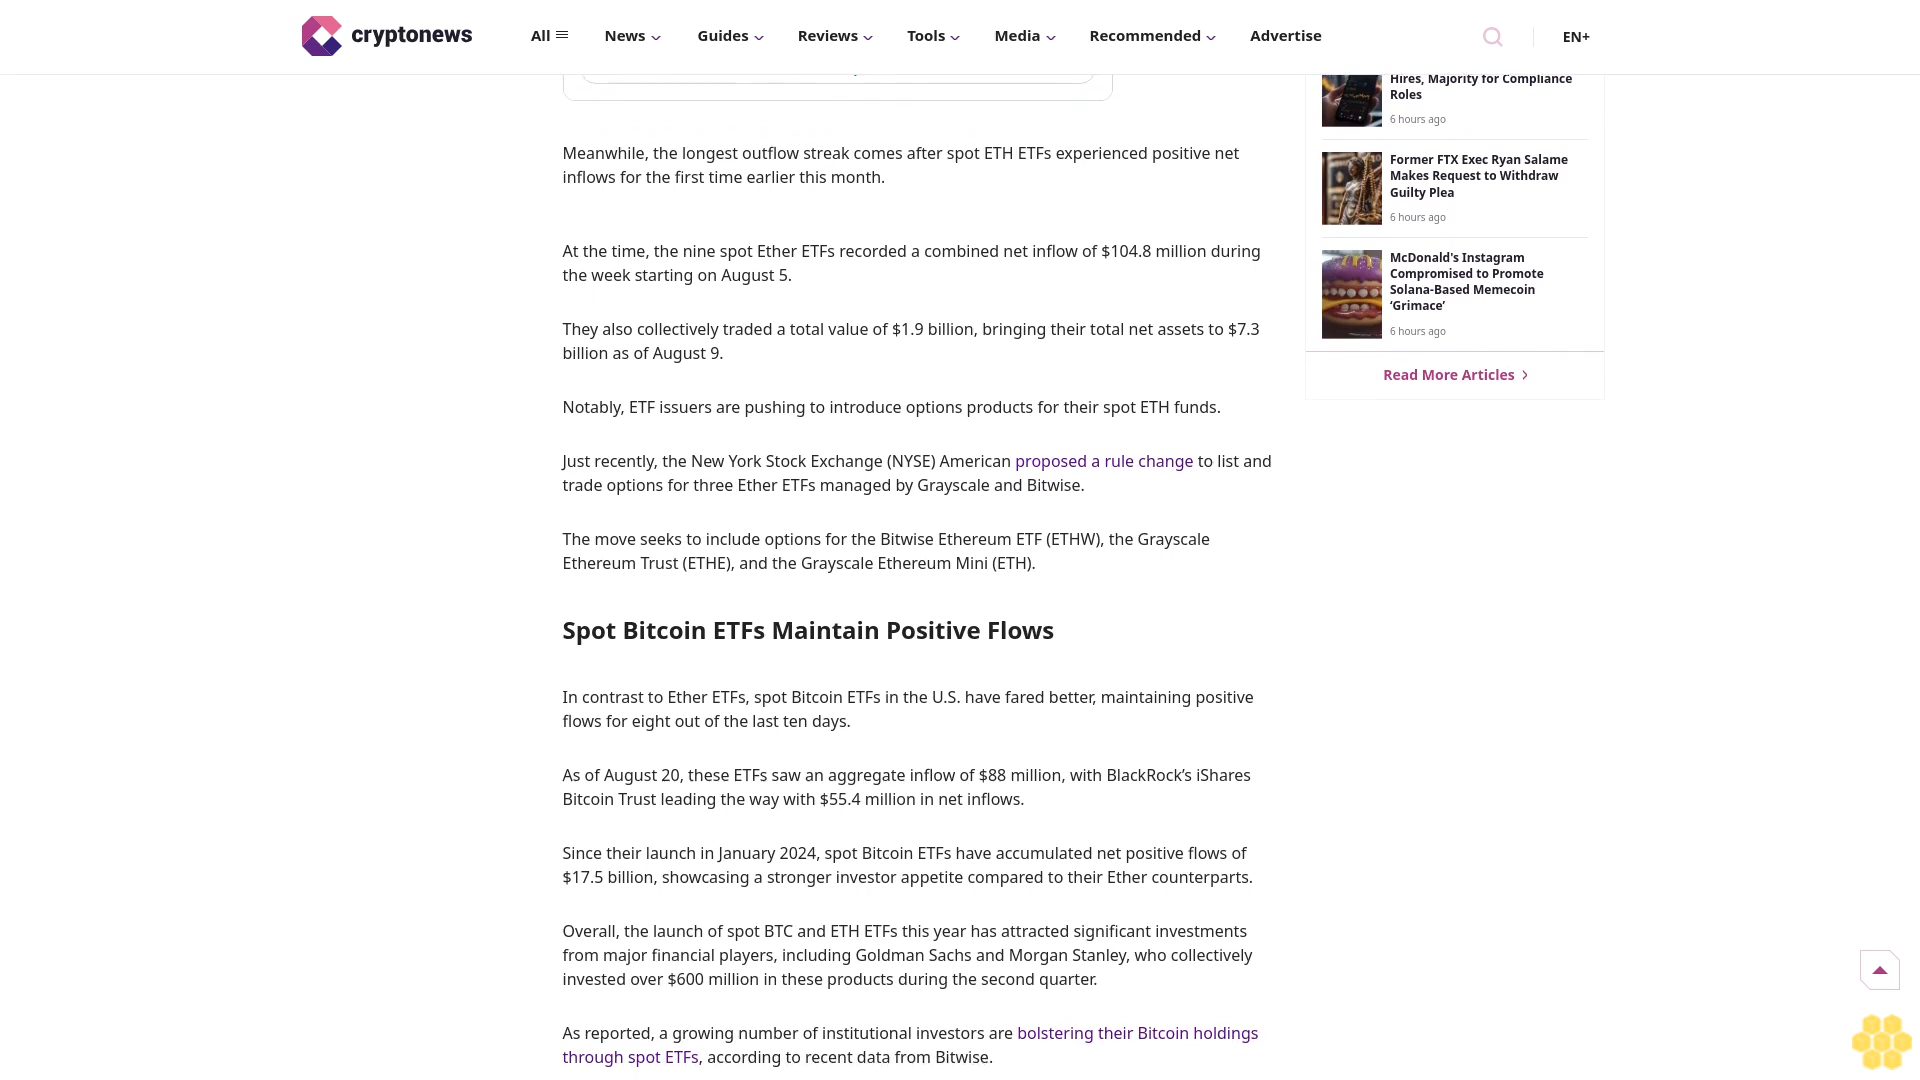 cryptonews
All
News
Guides
Reviews
Tools
Media
Recommended
Advertise
EN+
Meanwhile, the longest outflow streak comes after spot ETH ETFs experienced positive net
inflows for the first time earlier this month.
At the time, the nine spot Ether ETFs recorded a combined net inflow of $104.8 million during
the week starting on August 5.
They also collectively traded a total value of $1.9 billion, bringing their total net assets to $7.3
billion as of August 9.
Notably, ETF issuers are pushing to introduce options products for their spot ETH funds.
Just recently, the New York Stock Exchange (NYSE) American proposed a rule change to list and
trade options for three Ether ETFs managed by Grayscale and Bitwise.
The move seeks to include options for the Bitwise Ethereum ETF (ETHW), the Grayscale
Ethereum Trust (ETHE), and the Grayscale Ethereum Mini (ETH).
Spot Bitcoin ETFs Maintain Positive Flows
In contrast to Ether ETFs, spot Bitcoin ETFs in the U.S. have fared better, maintaining positive
flows for eight out of the last ten days.
As of August 20, these ETFs saw an aggregate inflow of $88 million, with BlackRock’s iShares
Bitcoin Trust leading the way with $55.4 million in net inflows.
Since their launch in January 2024, spot Bitcoin ETFs have accumulated net positive flows of
$17.5 billion, showcasing a stronger investor appetite compared to their Ether counterparts.
Overall, the launch of spot BTC and ETH ETFs this year has attracted significant investments
from major financial players, including Goldman Sachs and Morgan Stanley, who collectively
invested over $600 million in these products during the second quarter.
As reported, a growing number of institutional investors are bolstering their Bitcoin holdings
through spot ETFs, according to recent data from Bitwise.
Hires, Majority for Compliance
Roles
6 hours ago
Former FTX Exec Ryan Salame
Makes Request to Withdraw
Guilty Plea
6 hours ago
McDonald's Instagram
Compromised to Promote
Solana-Based Memecoin
‘Grimace’
6 hours ago
Read More Articles